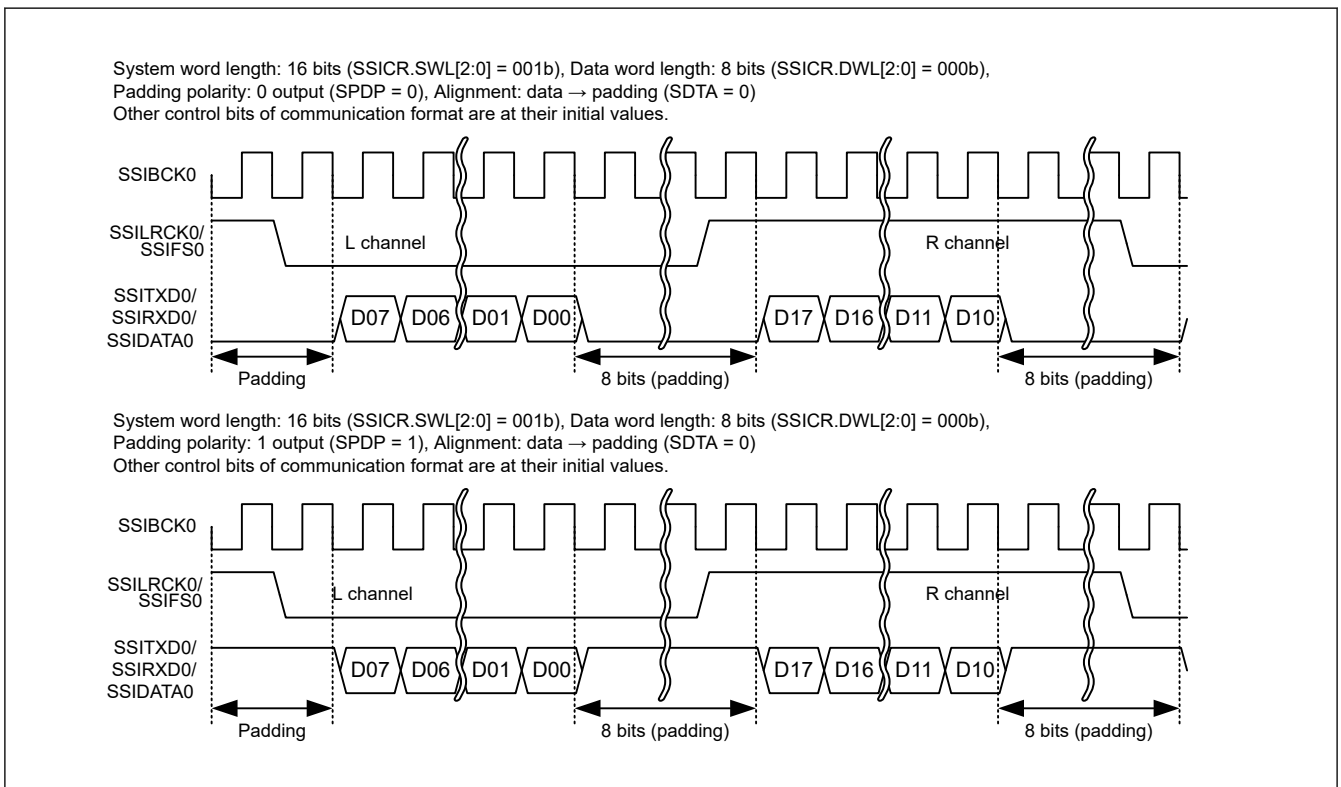 System word length: 16 bits (SSICR.SWL[2:0] = 001b), Data word length: 8 bits (SSICR.DWL[2:0] = 000b),
Padding polarity: 0 output (SPDP = 0), Alignment: data → padding (SDTA = 0)
Other control bits of communication format are at their initial values.
SSIBCK0
SSILRCK0/
SSIFS0
L channel
R channel
SSITXD0/
SSIRXD0/
SSIDATA0
D07 D06 D01 D00 D17 D16 D11 D10
Padding 8 bits (padding) 8 bits (padding)
System word length: 16 bits (SSICR.SWL[2:0] = 001b), Data word length: 8 bits (SSICR.DWL[2:0] = 000b),
Padding polarity: 1 output (SPDP = 1), Alignment: data → padding (SDTA = 0)
Other control bits of communication format are at their initial values.
SSIBCK0
SSILRCK0/
SSIFS0
L channel
R channel
SSITXD0/
SSIRXD0/
SSIDATA0
D07 D06 D01 D00 D17 D16 D11 D10
Padding 8 bits (padding) 8 bits (padding)